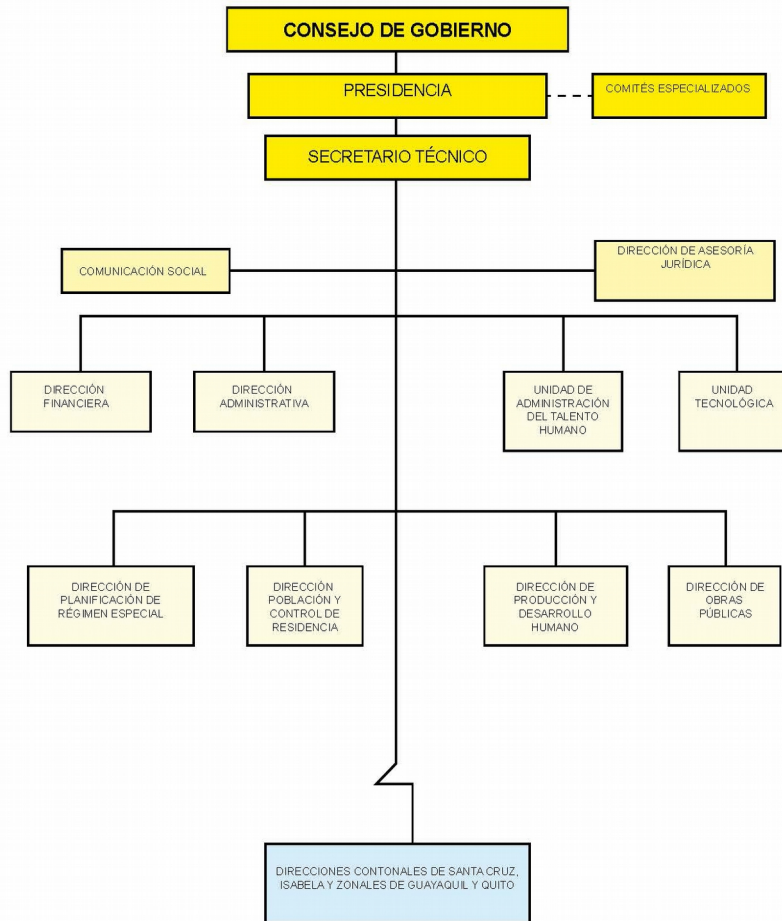 CONSEJO DE GOBIERNO
PRESIDENCIA
COMITÉS ESPECIALIZADOS
SECRETARIO TÉCNICO
COMUNICACIÓN SOCIAL
DIRECCIÓN DE ASESORÍA
JURÍDICA
DIRECCIÓN
FINANCIERA
DIRECCIÓN
ADMINISTRATIVA
UNIDAD DE
ADMINISTRACIÓN
DEL TALENTO
HUMANO
UNIDAD
TECNOLÓGICA
DIRECCIÓN DE
PLANIFICACIÓN DE
RÉGIMEN ESPECIAL
DIRECCIÓN
POBLACIÓN Y
CONTROL DE
RESIDENCIA
DIRECCIÓN DE
PRODUCCIÓN Y
DESARROLLO
HUMANO
DIRECCIÓN DE
OBRAS
PÚBLICAS
DIRECCIONES CONTONALES DE SANTA CRUZ,
ISABELA Y ZONALES DE GUAYAQUIL Y QUITO